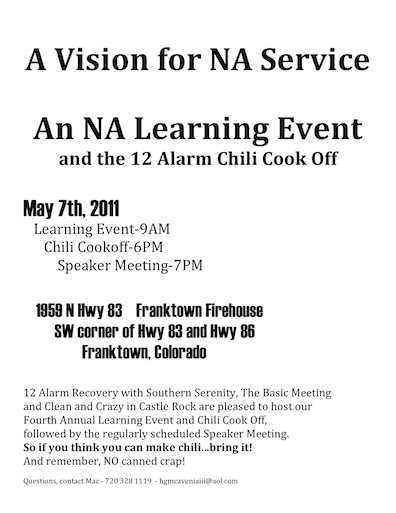 A Vision for NA Service
An NA Learning Event
and the 12 Alarm Chili Cook Off
May 7th, 2011
Learning Event-9AM
Chili Cookoff-6PM
Speaker Meeting-7PM
1959 N Hwy 83 Franktown Firehouse
SW corner of Hwy 83 and Hwy 86
Franktown, Colorado
12 Alarm Recovery with Southern Serenity, The Basic Meeting
and Clean and Crazy in Castle Rock are pleased to host our
Fourth Annual Learning Event and Chili Cook Off,
followed by the regularly scheduled Speaker Meeting.
So if you think you can make chili...bring it!
And remember, NO canned crap!
Questions, contact Mac - 720 328 1119 - hgmcaveniaiii@aol.com